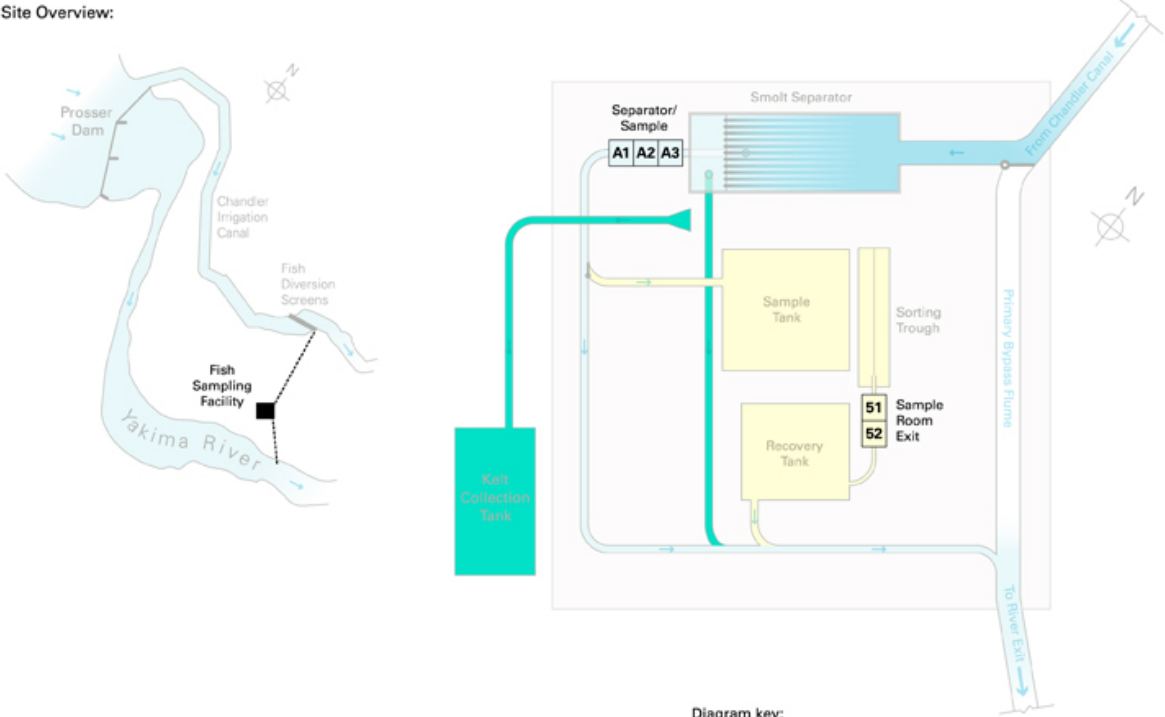 Site Overview:
N
Prosser
Dam
Chandler
Irrigation
Canal
Fish
Diversion
Screens
Fish
Sampling
Facility
Yakima River
Separator/
Sample
A1 A2 A3
Smolt Separator
From Chandler Canal
N
Sample
Tank
Sorting
Trough
Primary Bypass Flume
51
52
Sample
Room
Exit
Recovery
Tank
Kelt
Collection
Tank
To River Exit
Diagram key: